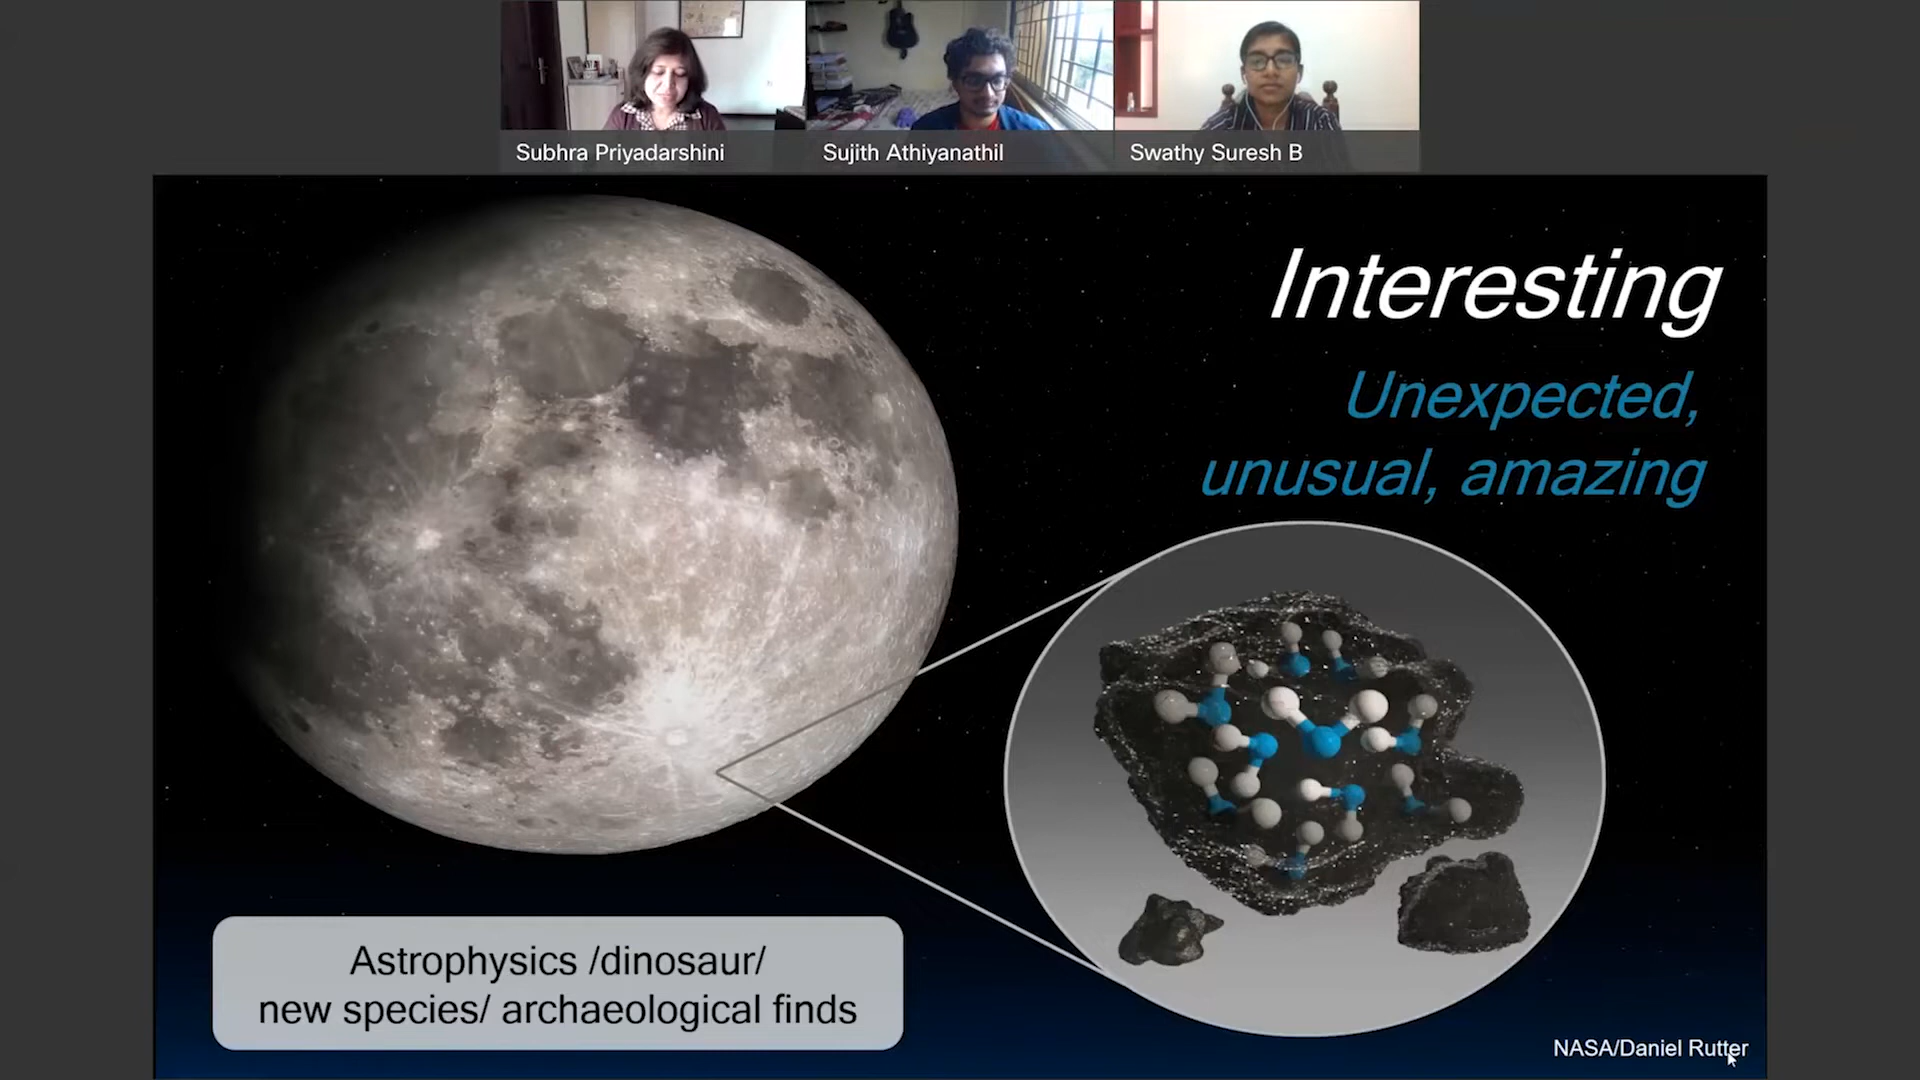 Subhra Priyadarshini
Sujith Athiyanathil
Swathy Suresh B
Interesting
Unexpected,
unusual, amazing
Astrophysics /dinosaur/
new species/ archaeological finds
NASA/Daniel Rutter